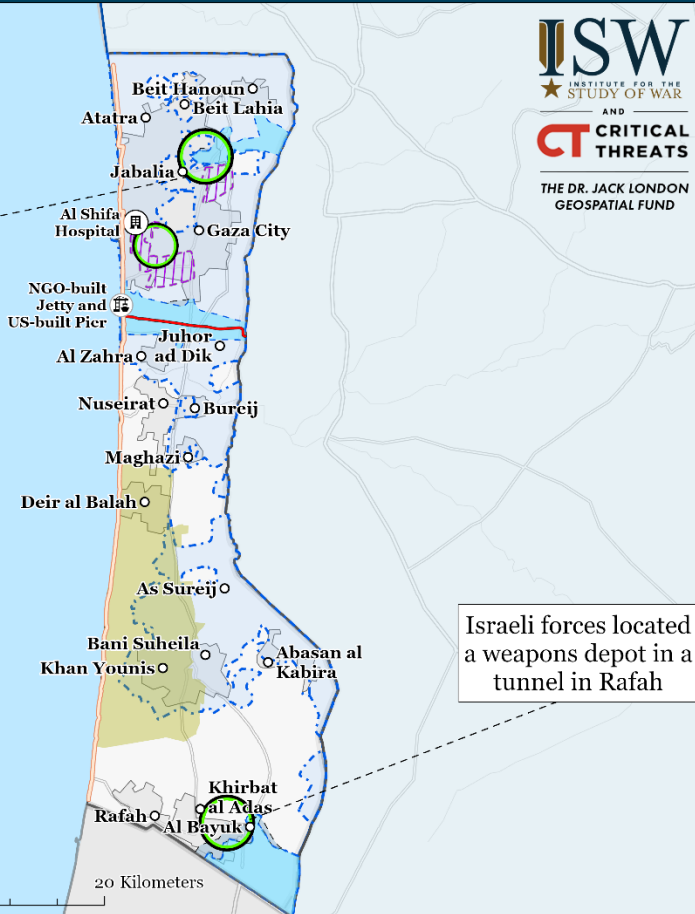 ISW
INSTITUTE FOR THE
STUDY OF WAR
AND
CT CRITICAL
THREATS
THE DR. JACK LONDON
GEOSPATIAL FUND
Beit Hanoun
Beit Lahia
Atatra
Jabalia
Al Shifa
Hospital
Gaza City
NGO-built
Jetty and
US-built Pier
Juhor
ad Dik
Al Zahra
Nuseirat
Bureij
Maghazi
Deir al Balah
As Sureij
Bani Suheila
Abasan al
Kabira
Khan Younis
Israeli forces located
a weapons depot in a
tunnel in Rafah
Khirbat
al Adas
Rafah
Al Bayuk
20 Kilometers